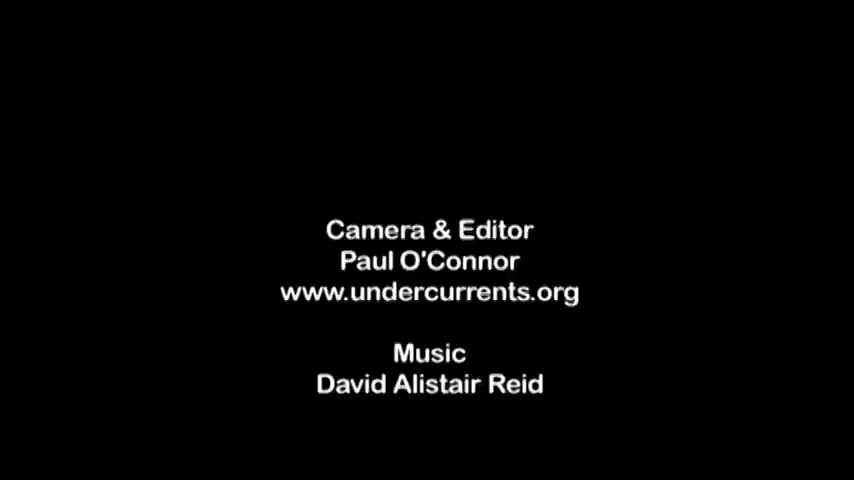 Camera & Editor
Paul O'Connor
www.undercurrents.org
Music
David Alistair Reid